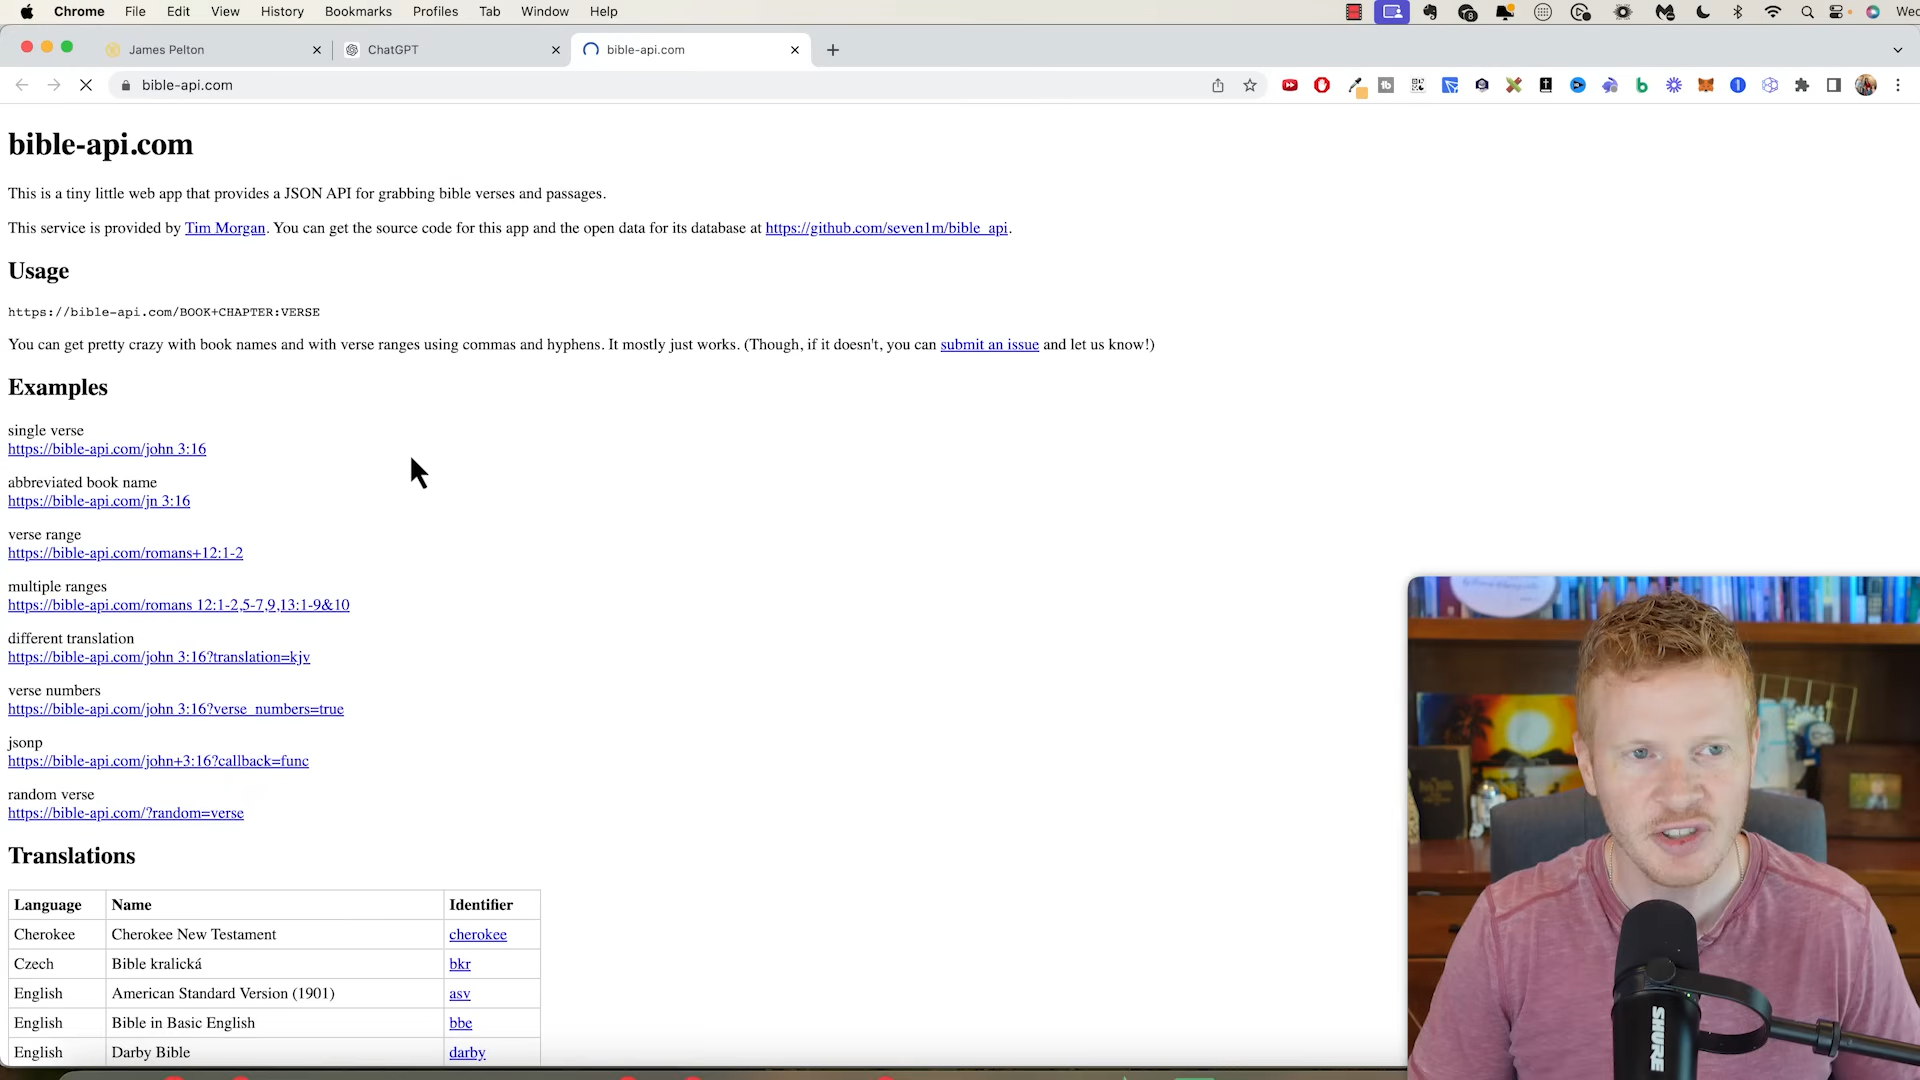 Chrome File Edit View History Bookmarks Profiles Tab Window Help Wed
James Pelton ChatGPT bible-api.com
bible-api.com
bible-api.com
This is a tiny little web app that provides a JSON API for grabbing bible verses and passages.
This service is provided by Tim Morgan. You can get the source code for this app and the open data for its database at https://github.com/seven1m/bible_api.
Usage
https://bible-api.com/BOOK+CHAPTER:VERSE
You can get pretty crazy with book names and with verse ranges using commas and hyphens. It mostly just works. (Though, if it doesn't, you can submit an issue and let us know!)
Examples
single verse
https://bible-api.com/john 3:16
abbreviated book name
https://bible-api.com/jn 3:16
verse range
https://bible-api.com/romans+12:1-2
multiple ranges
https://bible-api.com/romans 12:1-2,5-7,9,13:1-9&10
different translation
https://bible-api.com/john 3:16?translation=kjv
verse numbers
https://bible-api.com/john 3:16?verse_numbers=true
jsonp
https://bible-api.com/john+3:16?callback=func
random verse
https://bible-api.com/?random=verse
Translations
Language Name Identifier
Cherokee Cherokee New Testament cherokee
Czech Bible kralická bkr
English American Standard Version (1901) asv
English Bible in Basic English bbe
English Darby Bible darby
SHURE